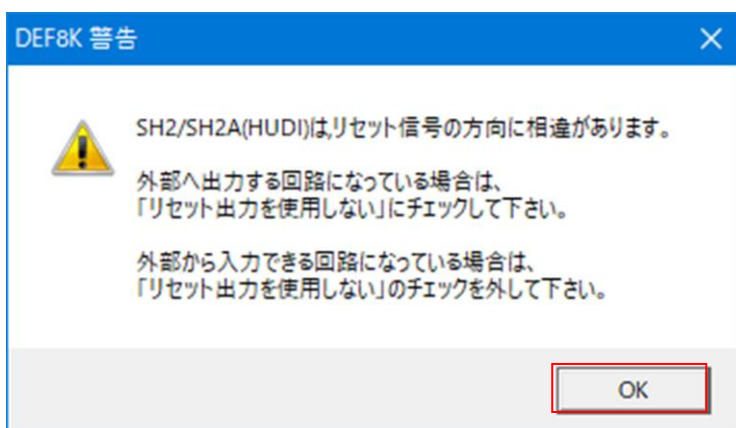 DEF8K 警告
SH2/SH2A(HUDI)は,リセット信号の方向に相違があります。
外部へ出力する回路になっている場合は、
「リセット出力を使用しない」にチェックして下さい。
外部から入力できる回路になっている場合は、
「リセット出力を使用しない」のチェックを外して下さい。
OK